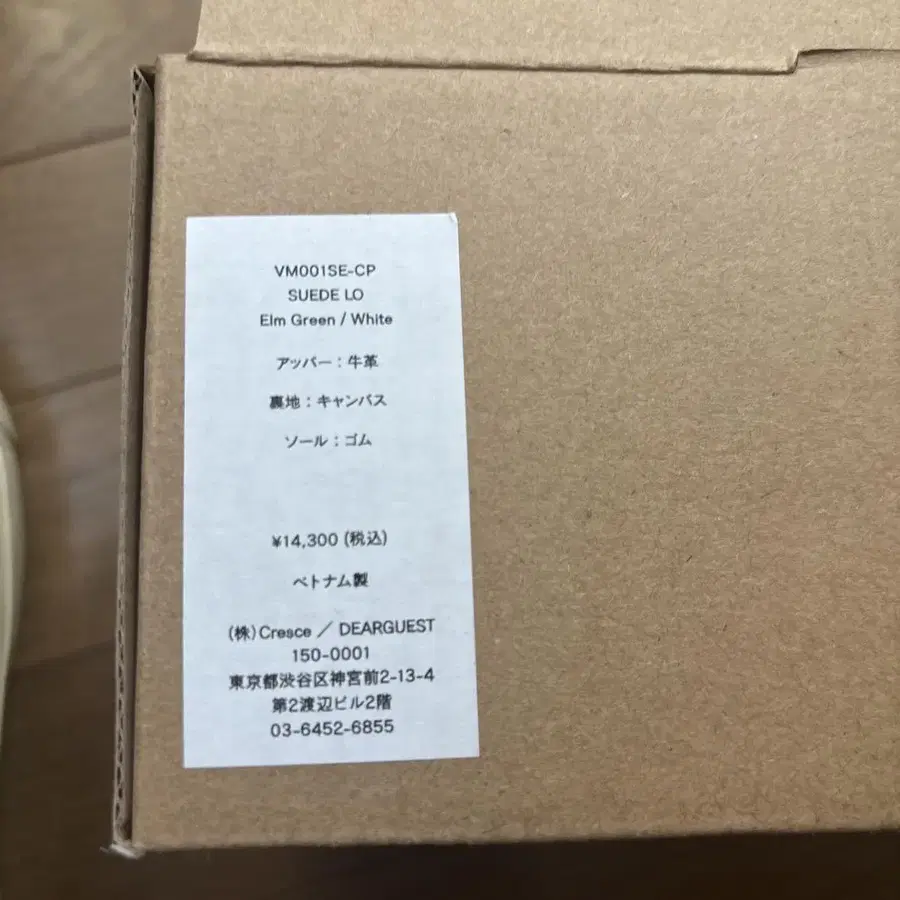 VM001SE-CP
SUEDE LO
Elm Green / White
アッパー：牛革
裏地：キャンバス
ソール：ゴム
¥14,300 (税込)
ベトナム製
(株)Cresce ／ DEARGUEST
150-0001
東京都渋谷区神宮前2-13-4
第2渡辺ビル2階
03-6452-6855